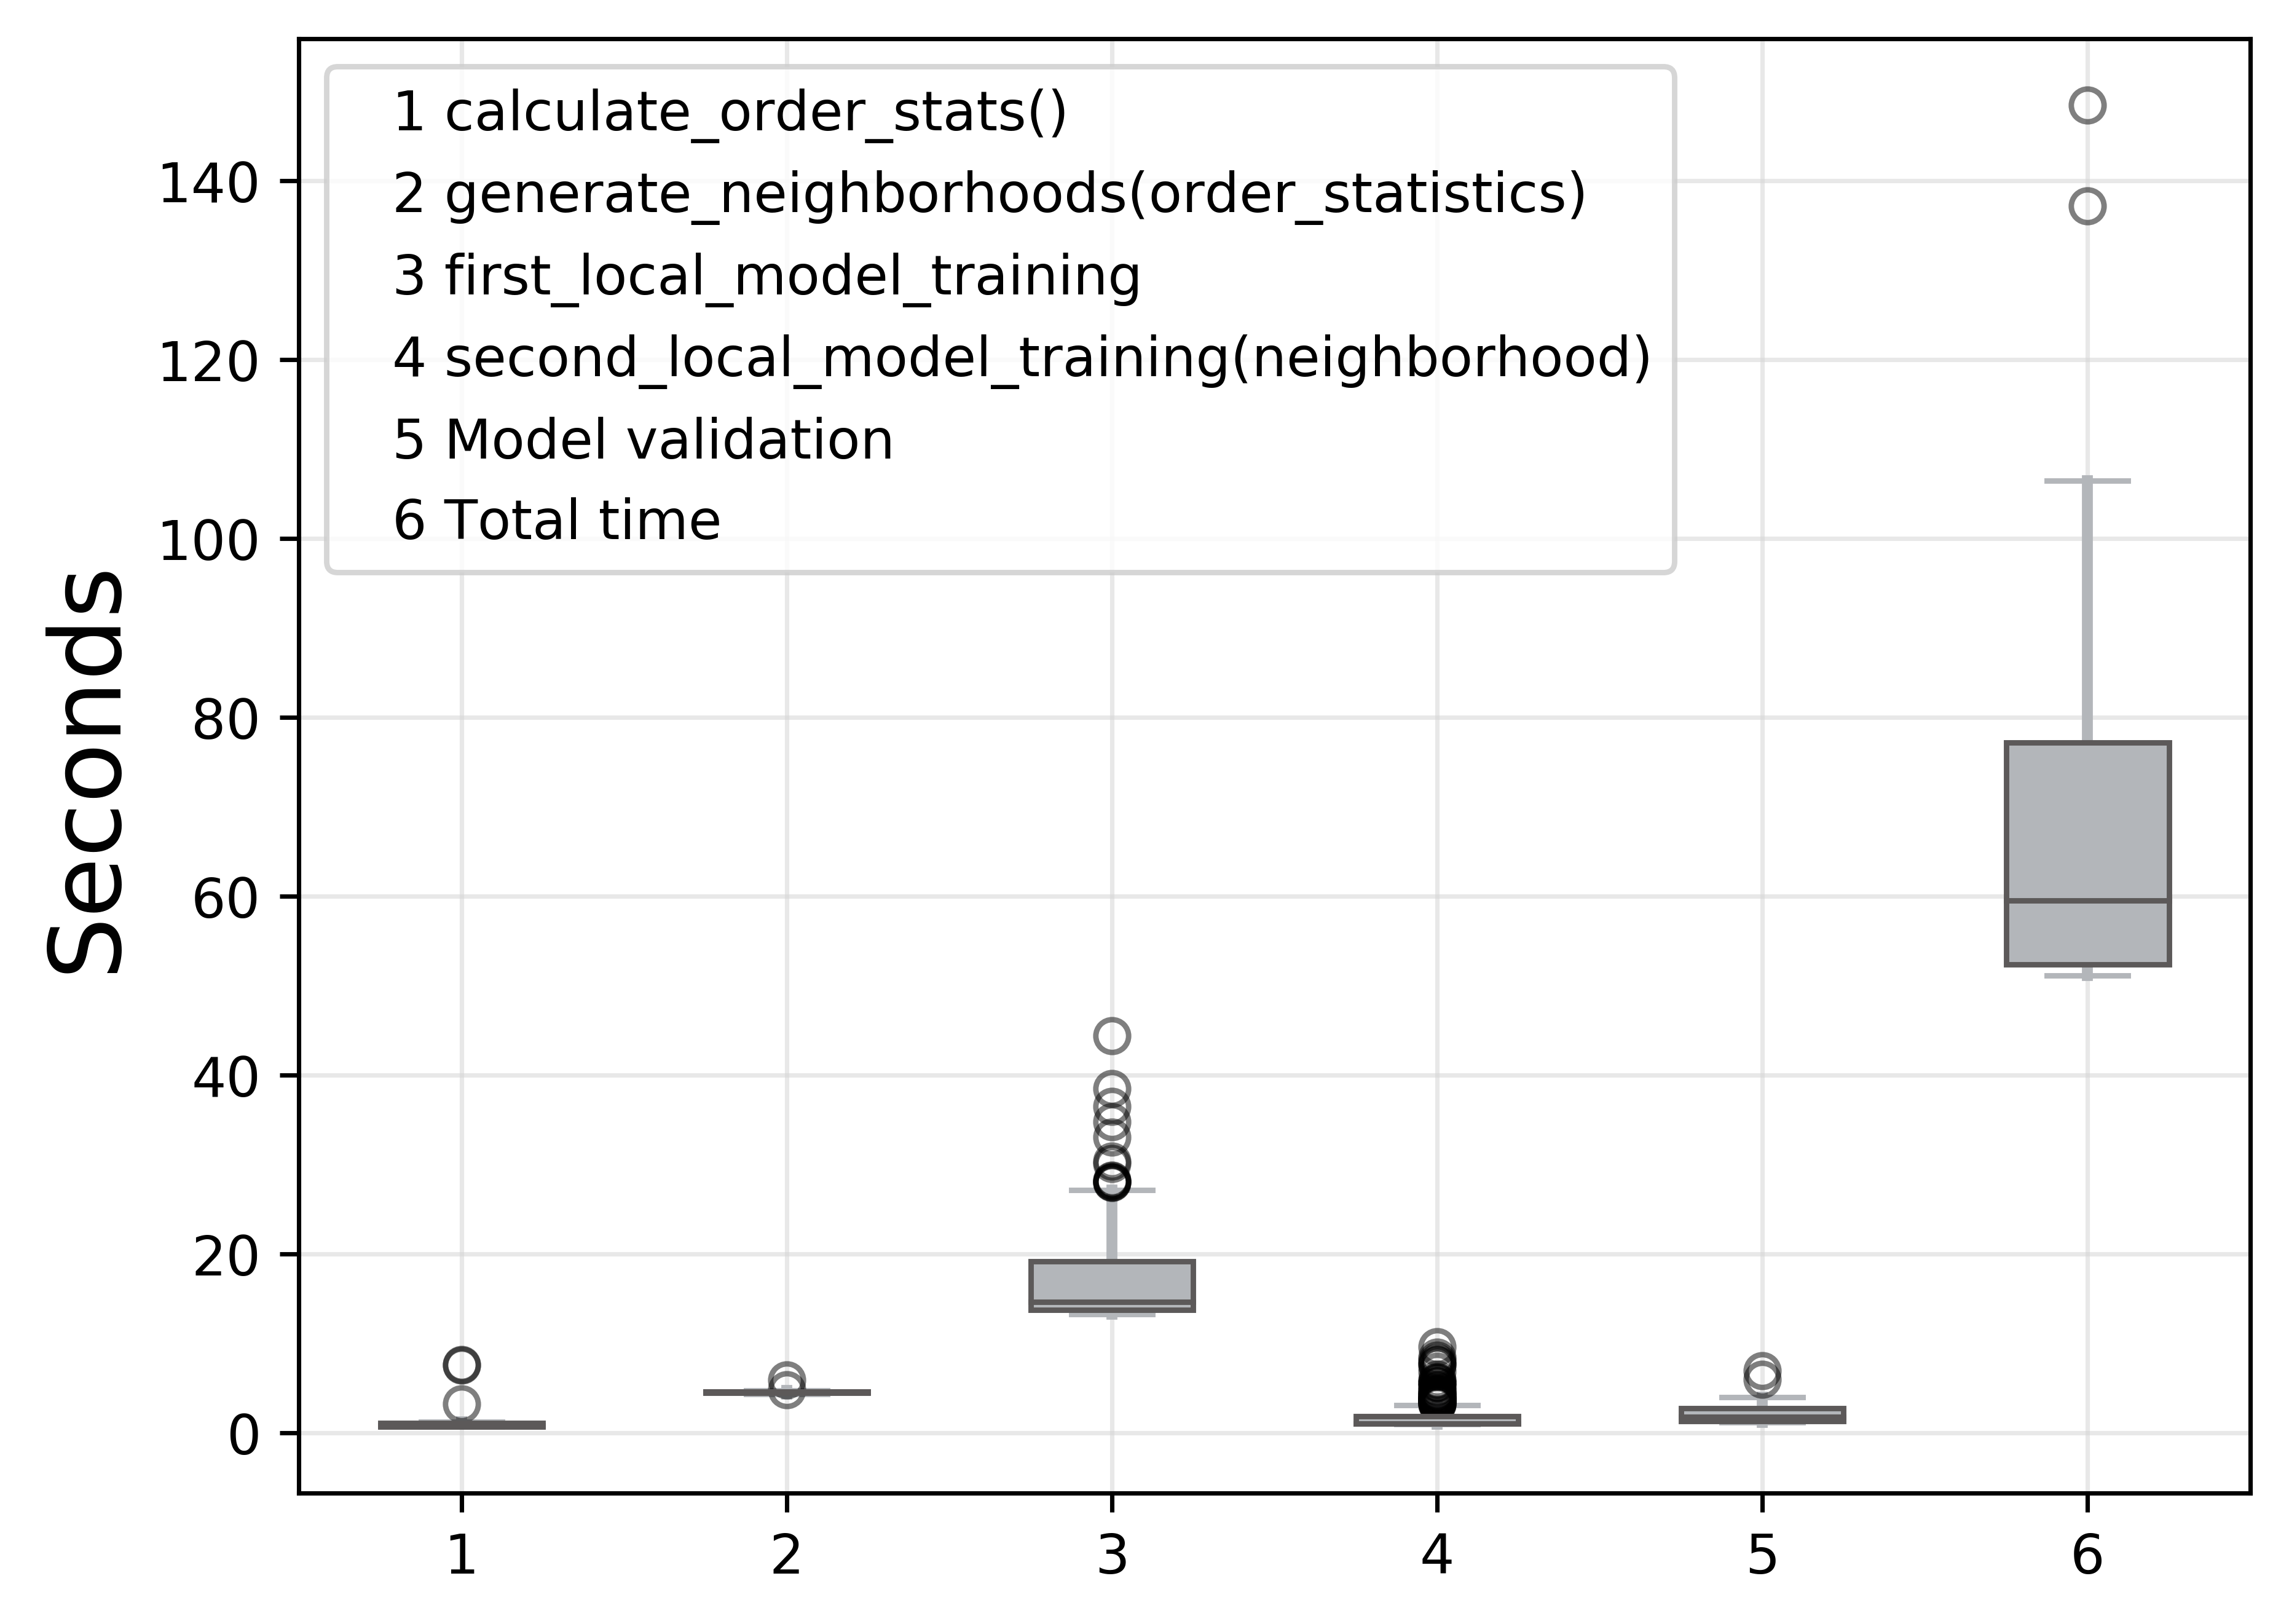 1 calculate_order_stats()
2 generate_neighborhoods(order_statistics)
3 first_local_model_training
4 second_local_model_training(neighborhood)
5 Model validation
6 Total time
Seconds
140
120
100
80
60
40
20
0
1 2 3 4 5 6